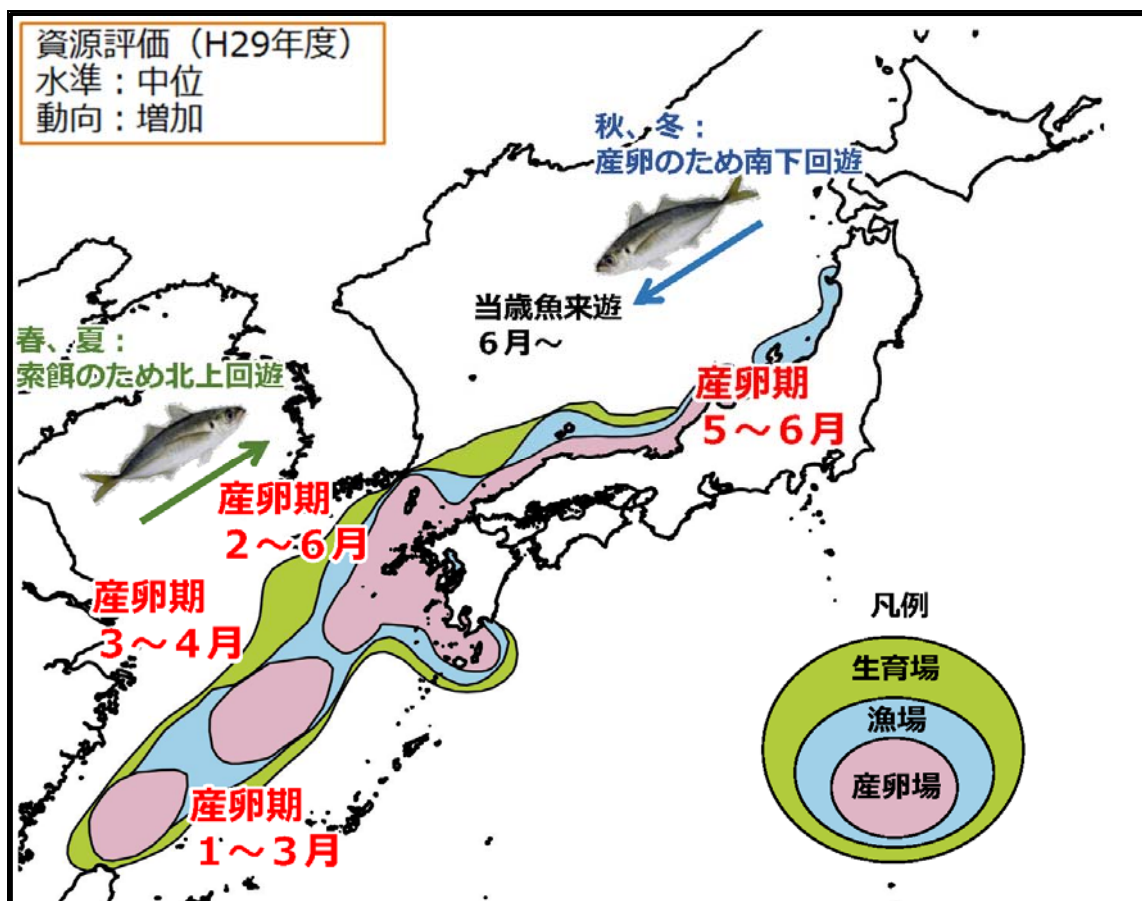 資源評価（H29年度）
水準：中位
動向：増加
秋、冬：
産卵のため南下回遊
当歳魚来遊
６月～
春、夏：
索餌のため北上回遊
産卵期
５～６月
産卵期
２～６月
産卵期
３～４月
産卵期
１～３月
凡例
生育場
漁場
産卵場